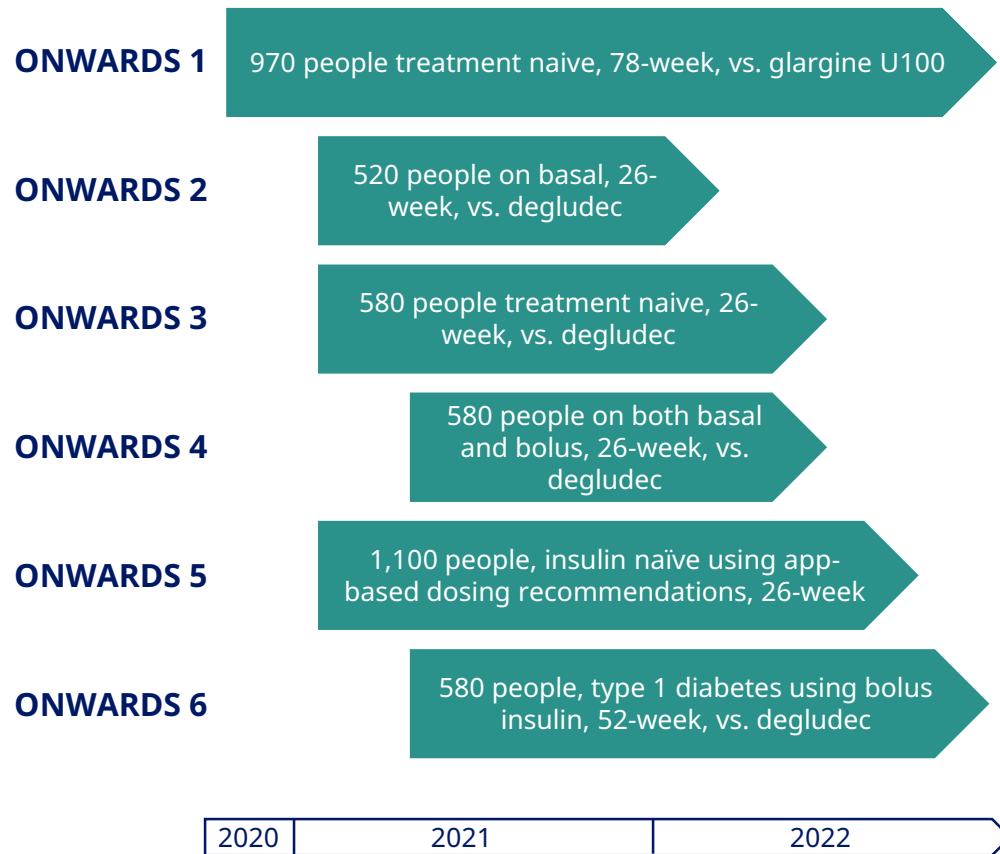 ONWARDS 1
970 people treatment naive, 78-week, vs. glargine U100
ONWARDS 2
520 people on basal, 26-
week, vs. degludec
ONWARDS 3
580 people treatment naive, 26-
week, vs. degludec
ONWARDS 4
580 people on both basal
and bolus, 26-week, vs.
degludec
ONWARDS 5
1,100 people, insulin naïve using app-
based dosing recommendations, 26-week
ONWARDS 6
580 people, type 1 diabetes using bolus
insulin, 52-week, vs. degludec
2020 2021 2022